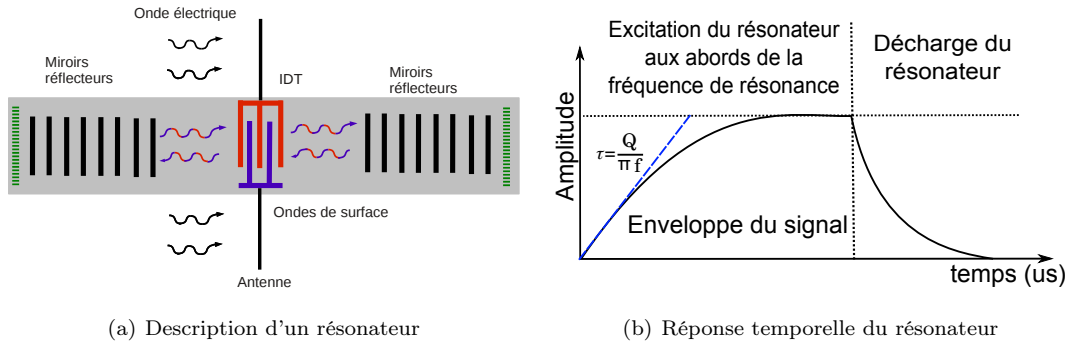 Onde électrique
Miroirs
réflecteurs
IDT
Miroirs
réflecteurs
Ondes de surface
Antenne
(a) Description d'un résonateur
Excitation du résonateur
aux abords de la
fréquence de résonance
Décharge du
résonateur
Amplitude
τ=Q/πf
Enveloppe du signal
temps (us)
(b) Réponse temporelle du résonateur